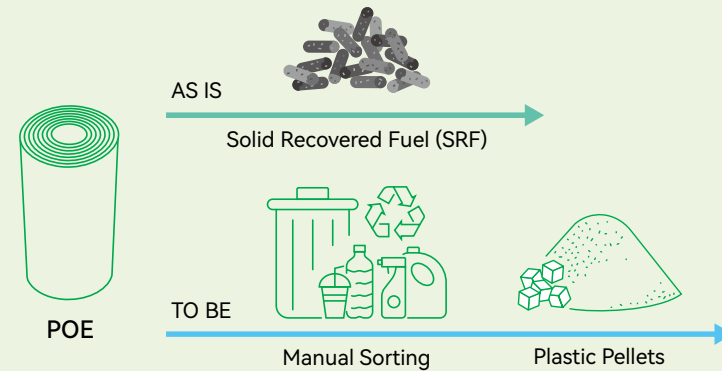 AS IS
Solid Recovered Fuel (SRF)
POE
TO BE
Manual Sorting
Plastic Pellets